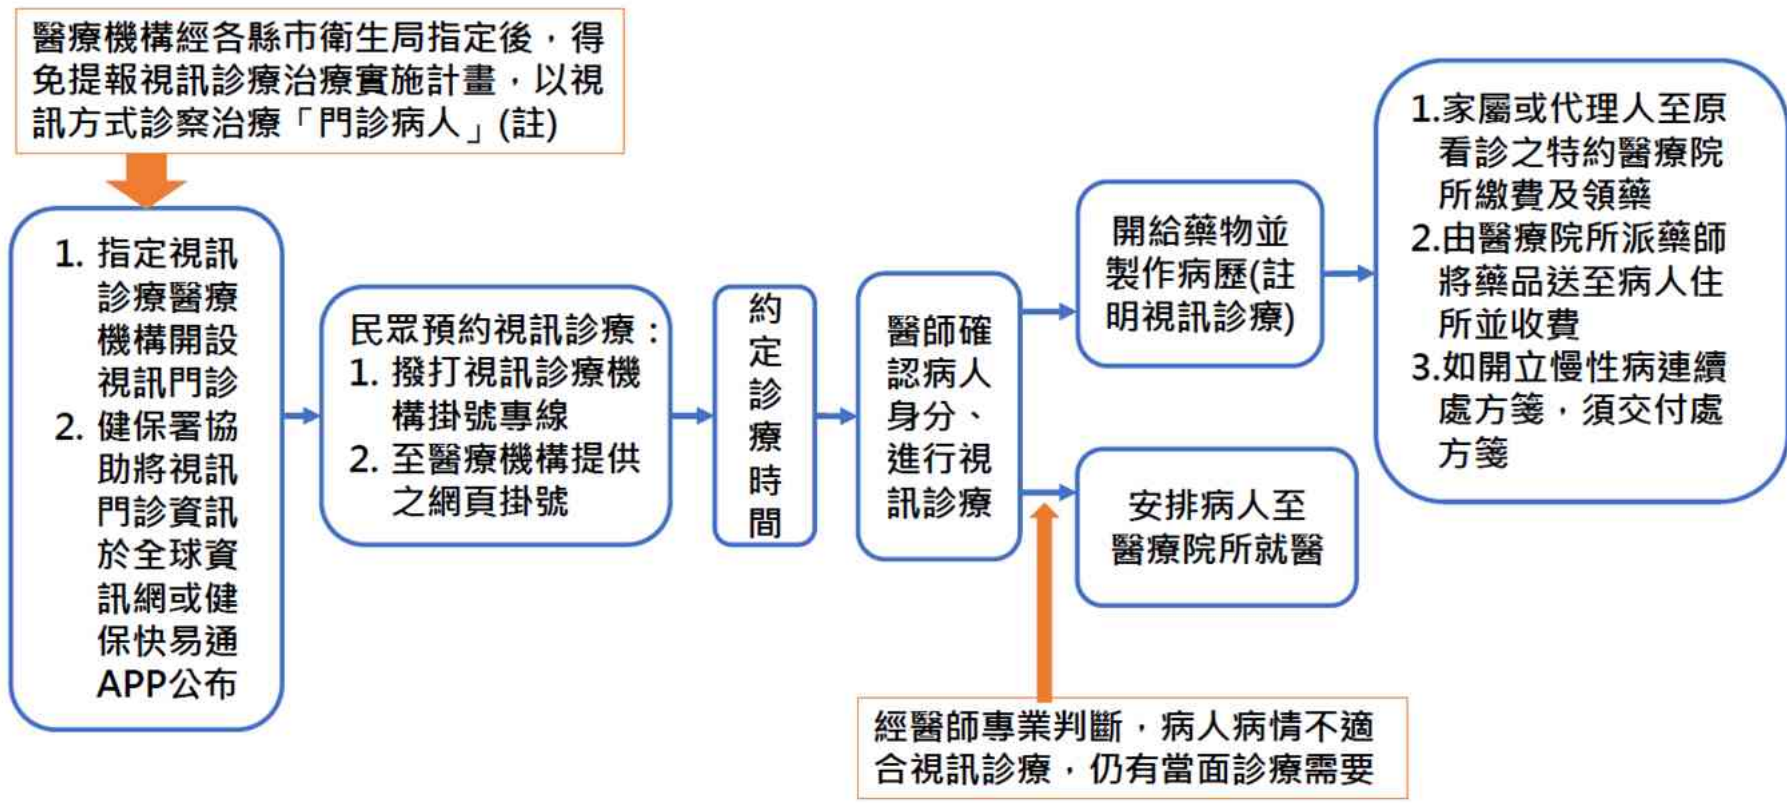 醫療機構經各縣市衛生局指定後，得
免提報視訊診療治療實施計畫，以視
訊方式診察治療「門診病人」(註)
1. 指定視訊
診療醫療
機構開設
視訊門診
2. 健保署協
助將視訊
門診資訊
於全球資
訊網或健
保快易通
APP公布
民眾預約視訊診療：
1. 撥打視訊診療機
構掛號專線
2. 至醫療機構提供
之網頁掛號
約
定
診
療
時
間
醫師確
認病人
身分、
進行視
訊診療
開給藥物並
製作病歷(註
明視訊診療)
1.家屬或代理人至原
看診之特約醫療院
所繳費及領藥
2.由醫療院所派藥師
將藥品送至病人住
所並收費
3.如開立慢性病連續
處方箋，須交付處
方箋
安排病人至
醫療院所就醫
經醫師專業判斷，病人病情不適
合視訊診療，仍有當面診療需要